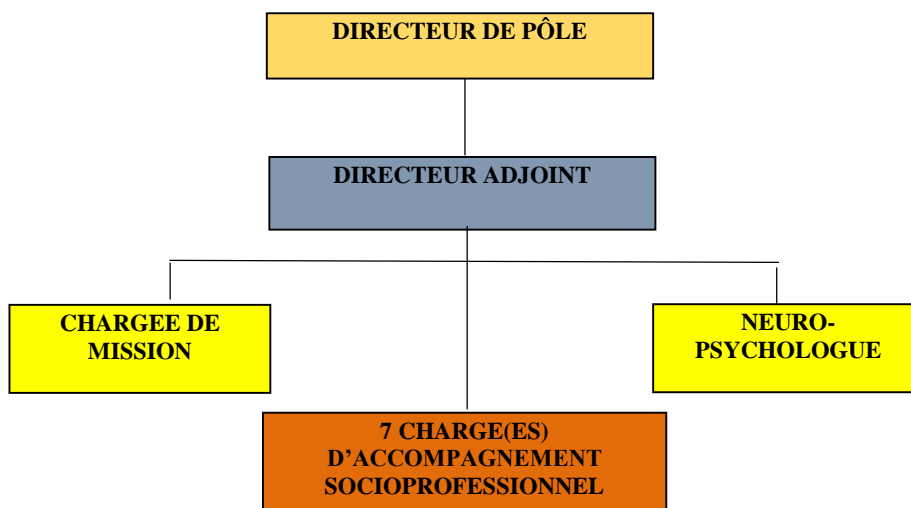 DIRECTEUR DE PÔLE
DIRECTEUR ADJOINT
CHARGEE DE
MISSION
NEURO-
PSYCHOLOGUE
7 CHARGE(ES)
D’ACCOMPAGNEMENT
SOCIOPROFESSIONNEL